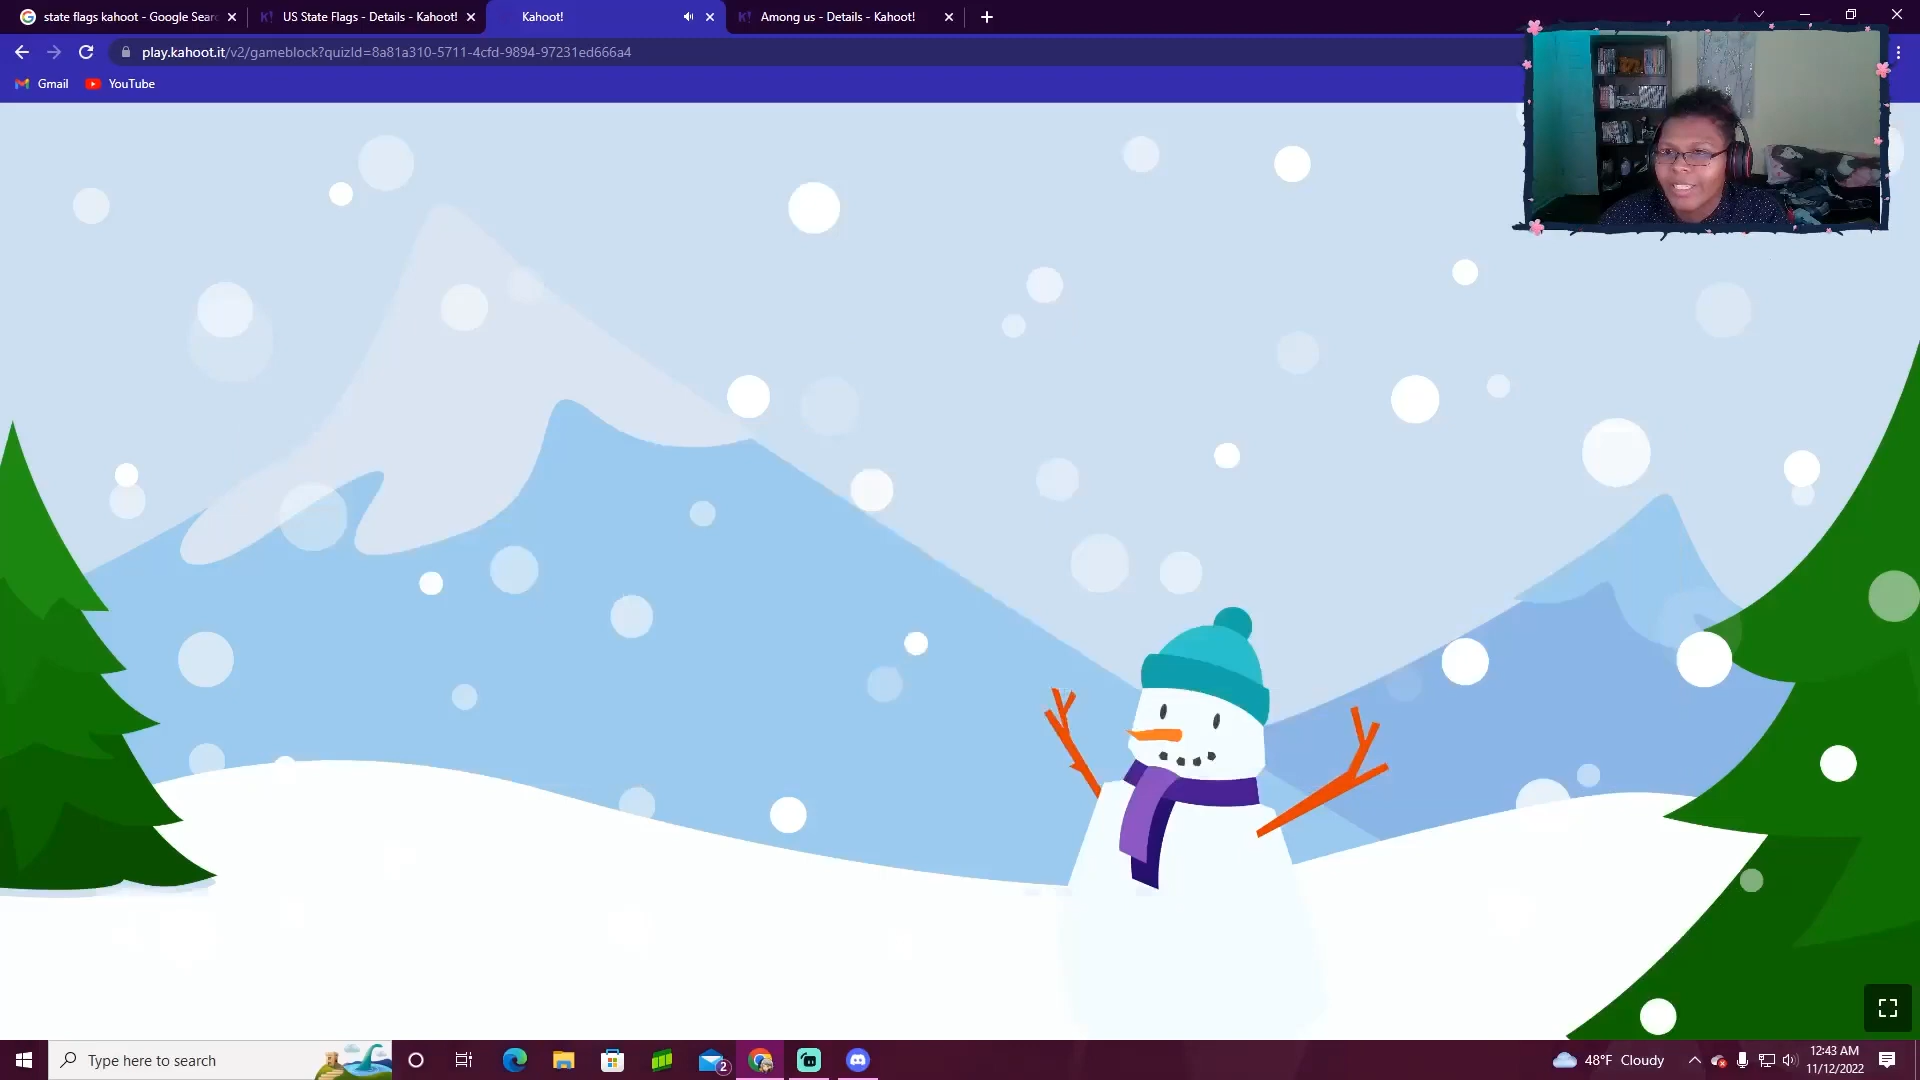 state flags kahoot - Google Sear
US State Flags - Details - Kahoot!
Kahoot!
Among us - Details - Kahoot!
play.kahoot.it/v2/gameblock?quizId=8a81a310-5711-4cfd-9894-97231ed666a4
Gmail
YouTube
Type here to search
2
48°F Cloudy
12:43 AM
11/12/2022